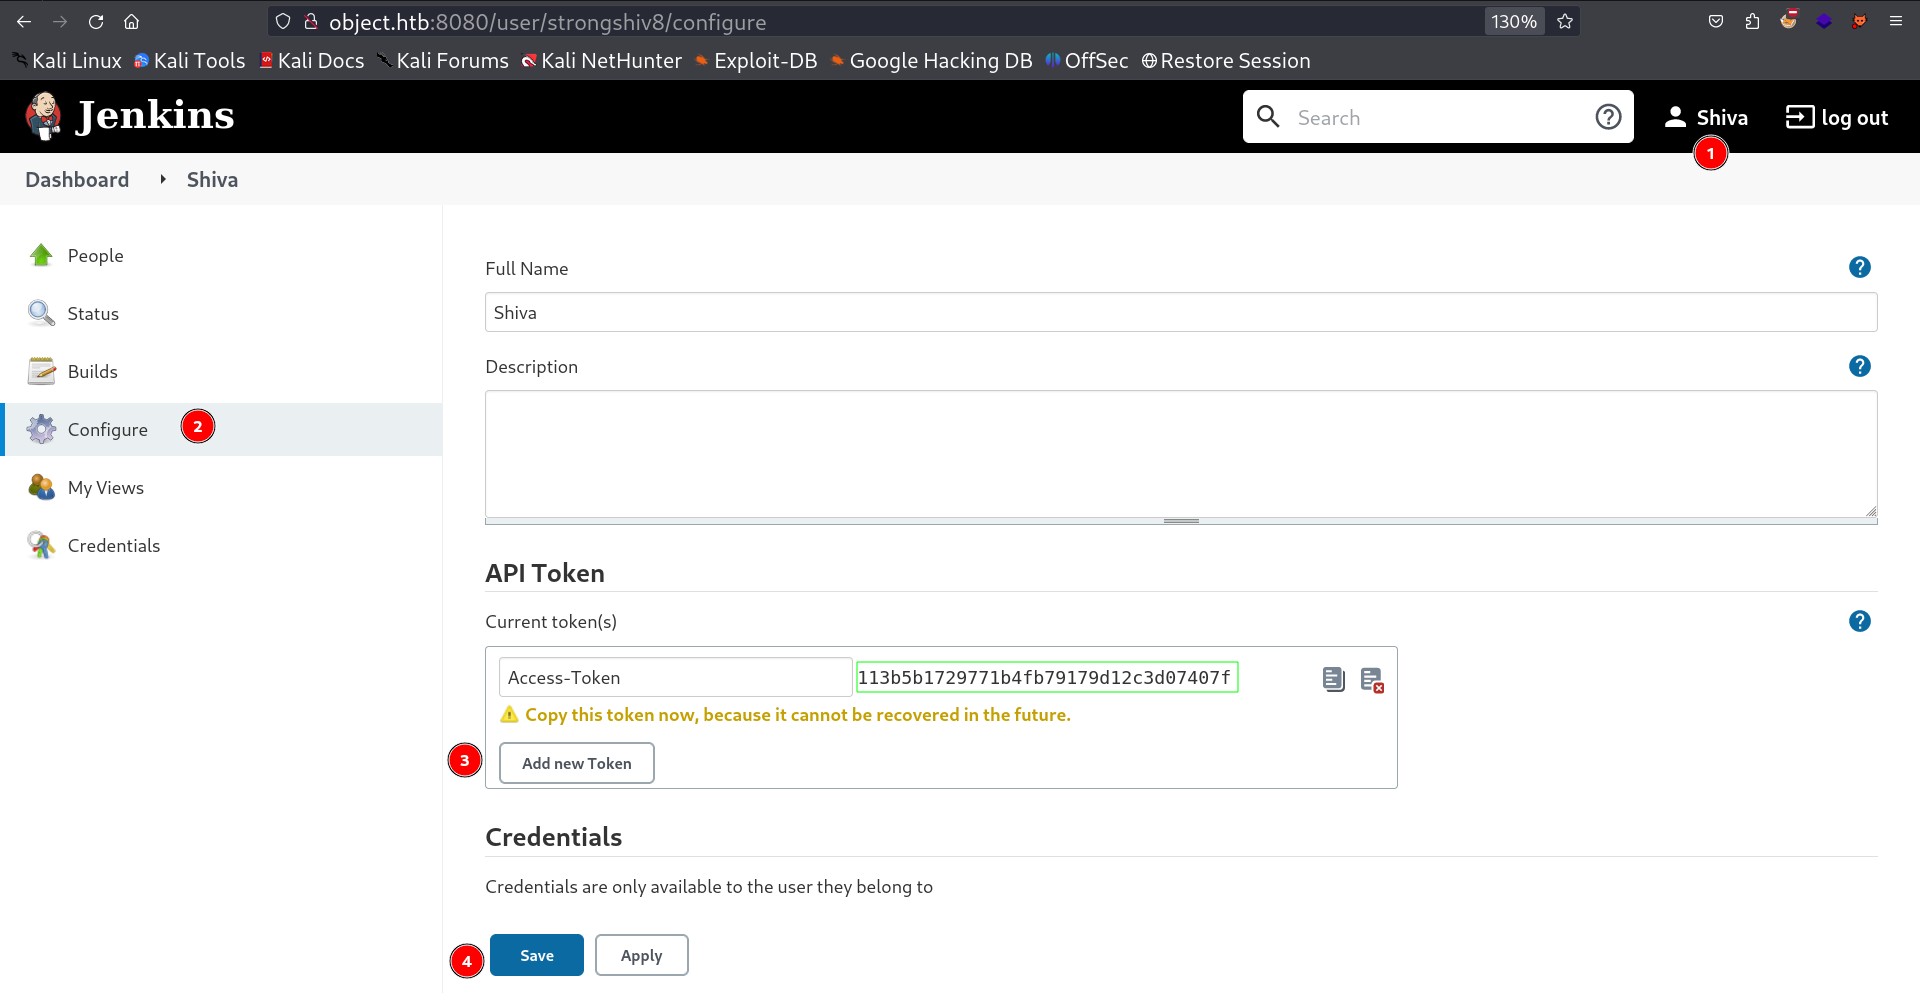 object.htb:8080/user/strongshiv8/configure 130%
Kali Linux Kali Tools Kali Docs Kali Forums Kali NetHunter Exploit-DB Google Hacking DB OffSec Restore Session
Jenkins Search ? Shiva log out
1
Dashboard Shiva
People
Status
Builds
Configure 2
My Views
Credentials
Full Name ?
Shiva
Description ?
API Token
Current token(s) ?
Access-Token 113b5b1729771b4fb79179d12c3d07407f
Copy this token now, because it cannot be recovered in the future.
3 Add new Token
Credentials
Credentials are only available to the user they belong to
4 Save Apply